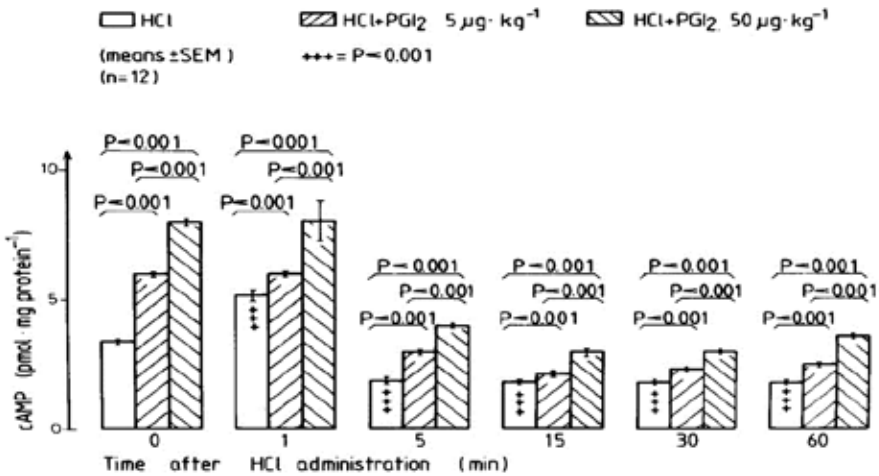 HCl HCl+PGI₂ 5 μg·kg⁻¹ HCl+PGI₂ 50 μg·kg⁻¹
(means ±SEM) +++= P<0.001
(n=12)
P<0.001 P<0.001
10 P<0.001 P<0.001
P<0.001 P<0.001
P<0.001 P<0.001 P<0.001 P<0.001
5 P<0.001 P<0.001 P<0.001 P<0.001
P<0.001 P<0.001 P<0.001 P<0.001
+++ +++ +++ +++ +++
cAMP (pmol·mg protein⁻¹)
0
0 1 5 15 30 60
Time after HCl administration (min)